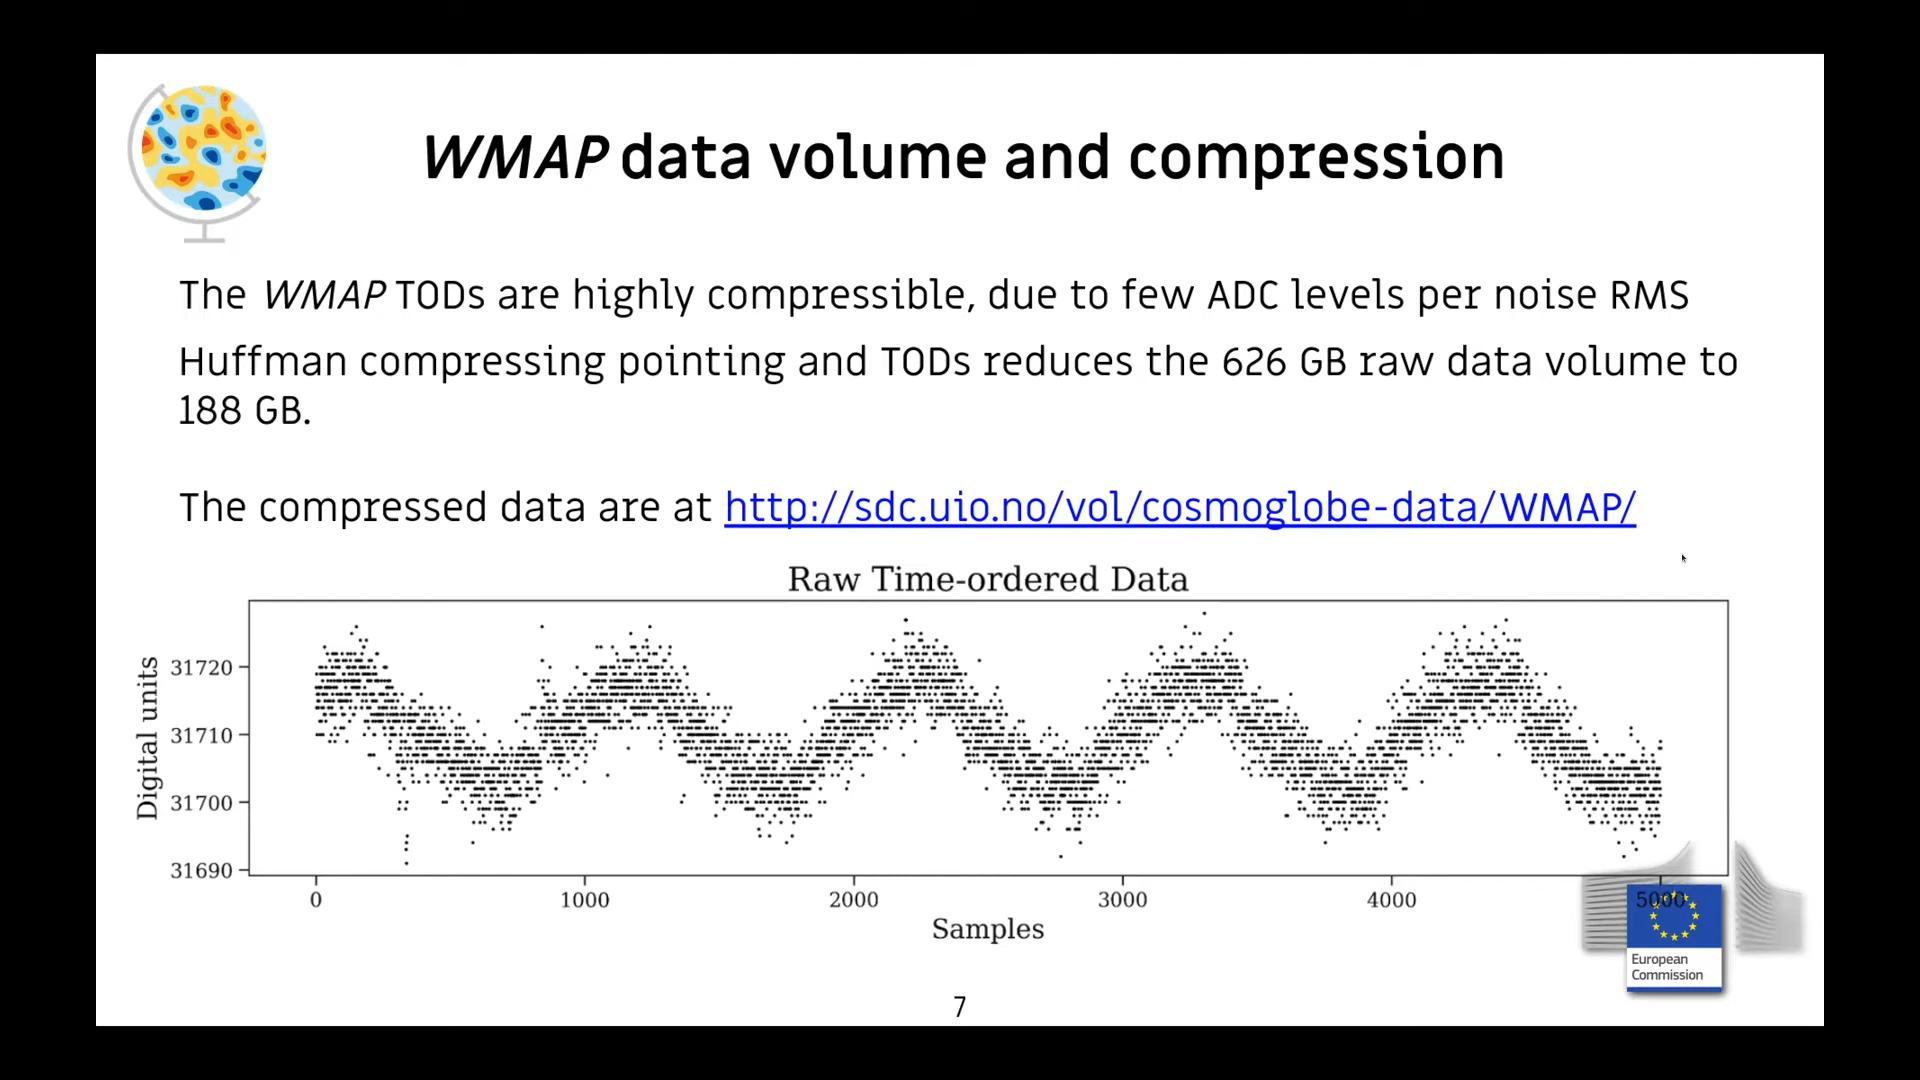 WMAP data volume and compression
The WMAP TODs are highly compressible, due to few ADC levels per noise RMS
Huffman compressing pointing and TODs reduces the 626 GB raw data volume to
188 GB.
The compressed data are at http://sdc.uio.no/vol/cosmoglobe-data/WMAP/
Raw Time-ordered Data
Digital units
31720
31710
31700
31690
0 1000 2000 3000 4000 5000
Samples
European
Commission
7